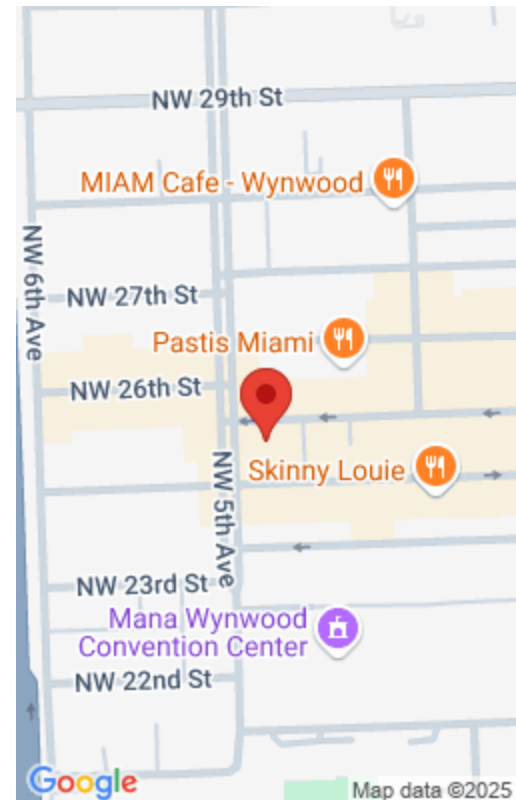 NW 29th St
MIAM Cafe - Wynwood
NW 6th Ave
NW 27th St
Pastis Miami
NW 26th St
Skinny Louie
NW 5th Ave
NW 23rd St
Mana Wynwood
Convention Center
NW 22nd St
Google
Map data ©2025